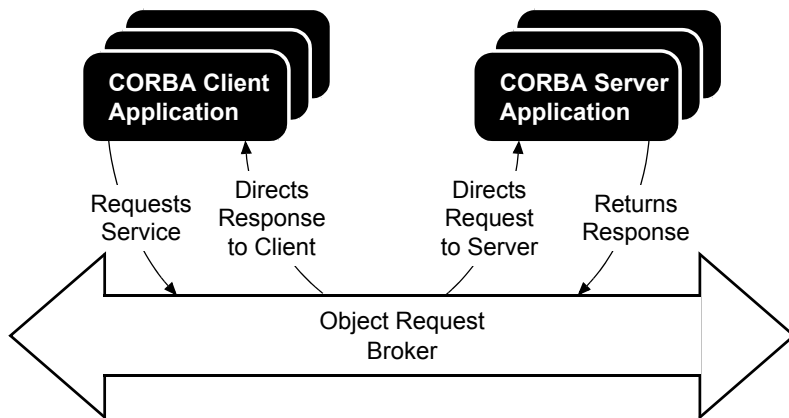 CORBA Client
Application
CORBA Server
Application
Requests
Service
Directs
Response
to Client
Directs
Request
to Server
Returns
Response
Object Request
Broker